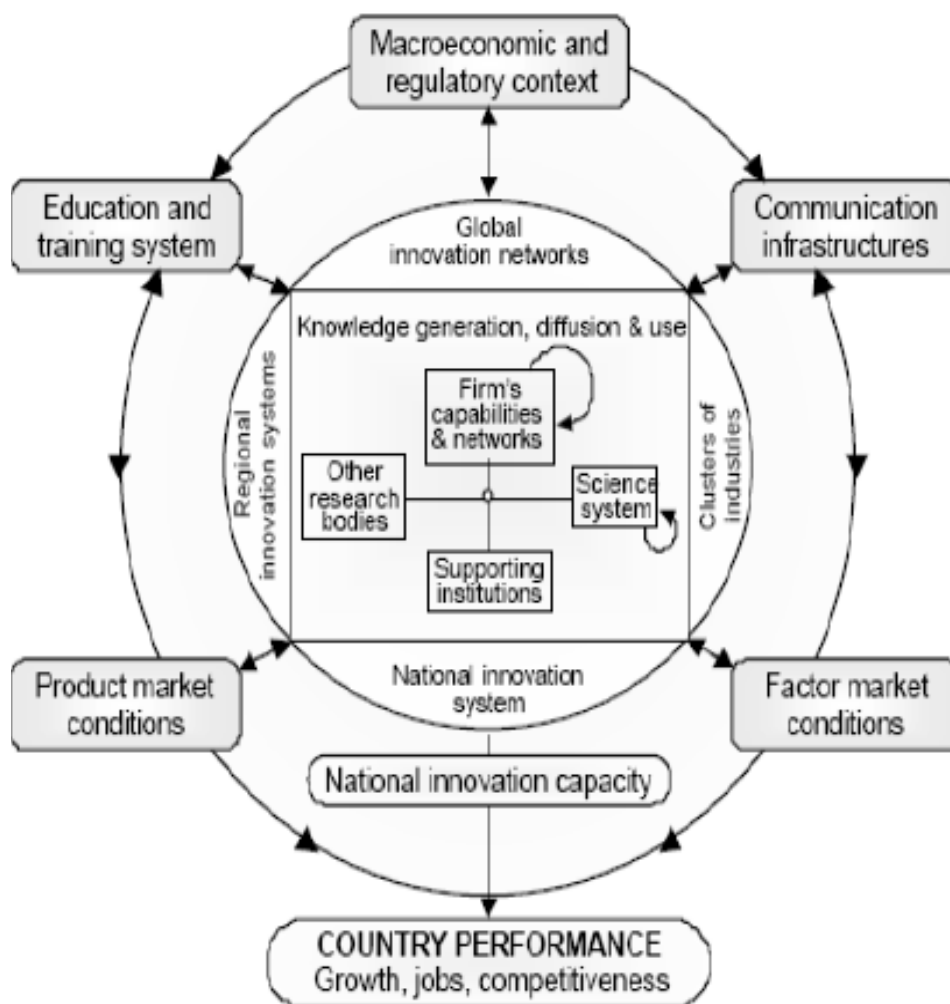 Macroeconomic and
regulatory context
Education and
training system
Communication
infrastructures
Global
innovation networks
Knowledge generation, diffusion & use
Regional
innovation systems
Clusters of
industries
Firm's
capabilities
& networks
Other
research
bodies
Science
system
Supporting
institutions
Product market
conditions
National innovation
system
Factor market
conditions
National innovation capacity
COUNTRY PERFORMANCE
Growth, jobs, competitiveness